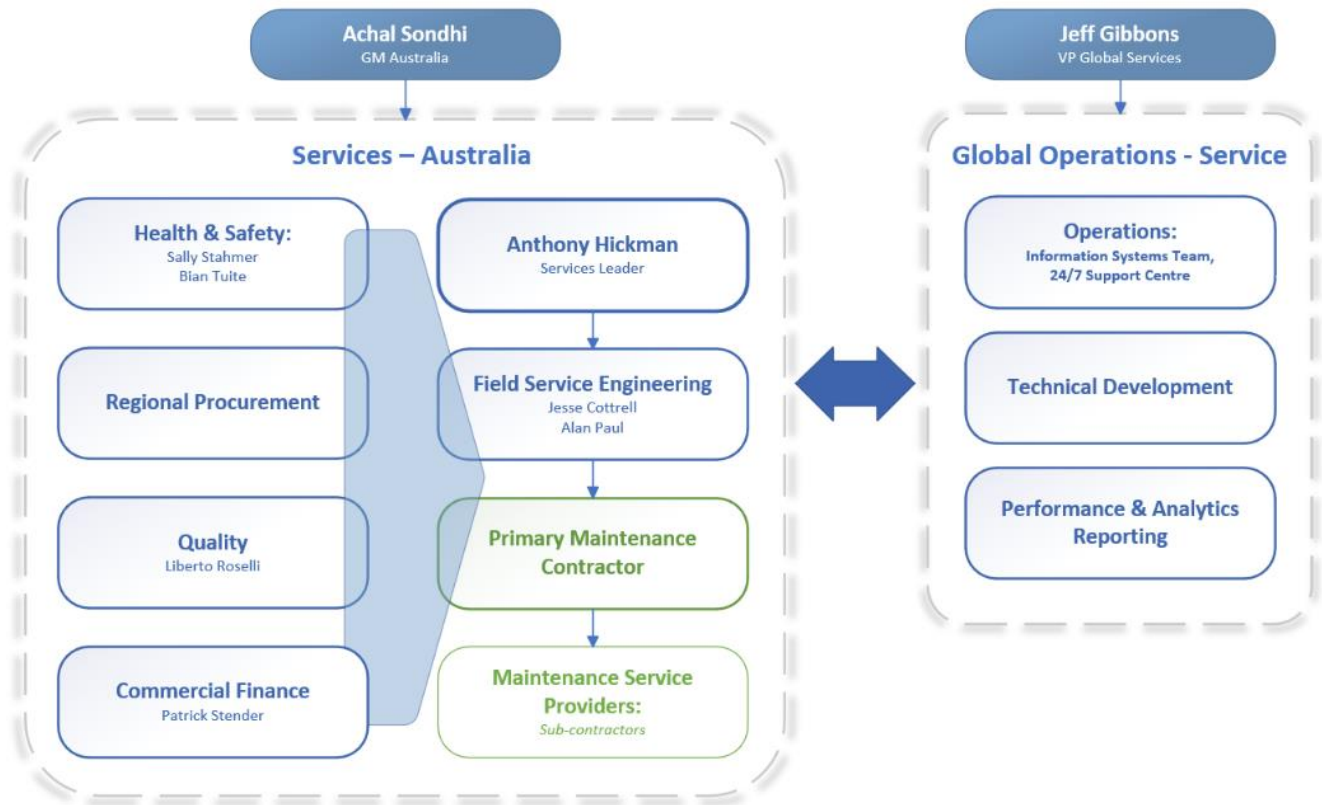 Achal Sondhi
GM Australia
Jeff Gibbons
VP Global Services
Services – Australia
Health & Safety:
Sally Stahmer
Bian Tuite
Regional Procurement
Quality
Liberto Roselli
Commercial Finance
Patrick Stender
Anthony Hickman
Services Leader
Field Service Engineering
Jesse Cottrell
Alan Paul
Primary Maintenance
Contractor
Maintenance Service
Providers:
Sub-contractors
Global Operations - Service
Operations:
Information Systems Team,
24/7 Support Centre
Technical Development
Performance & Analytics
Reporting